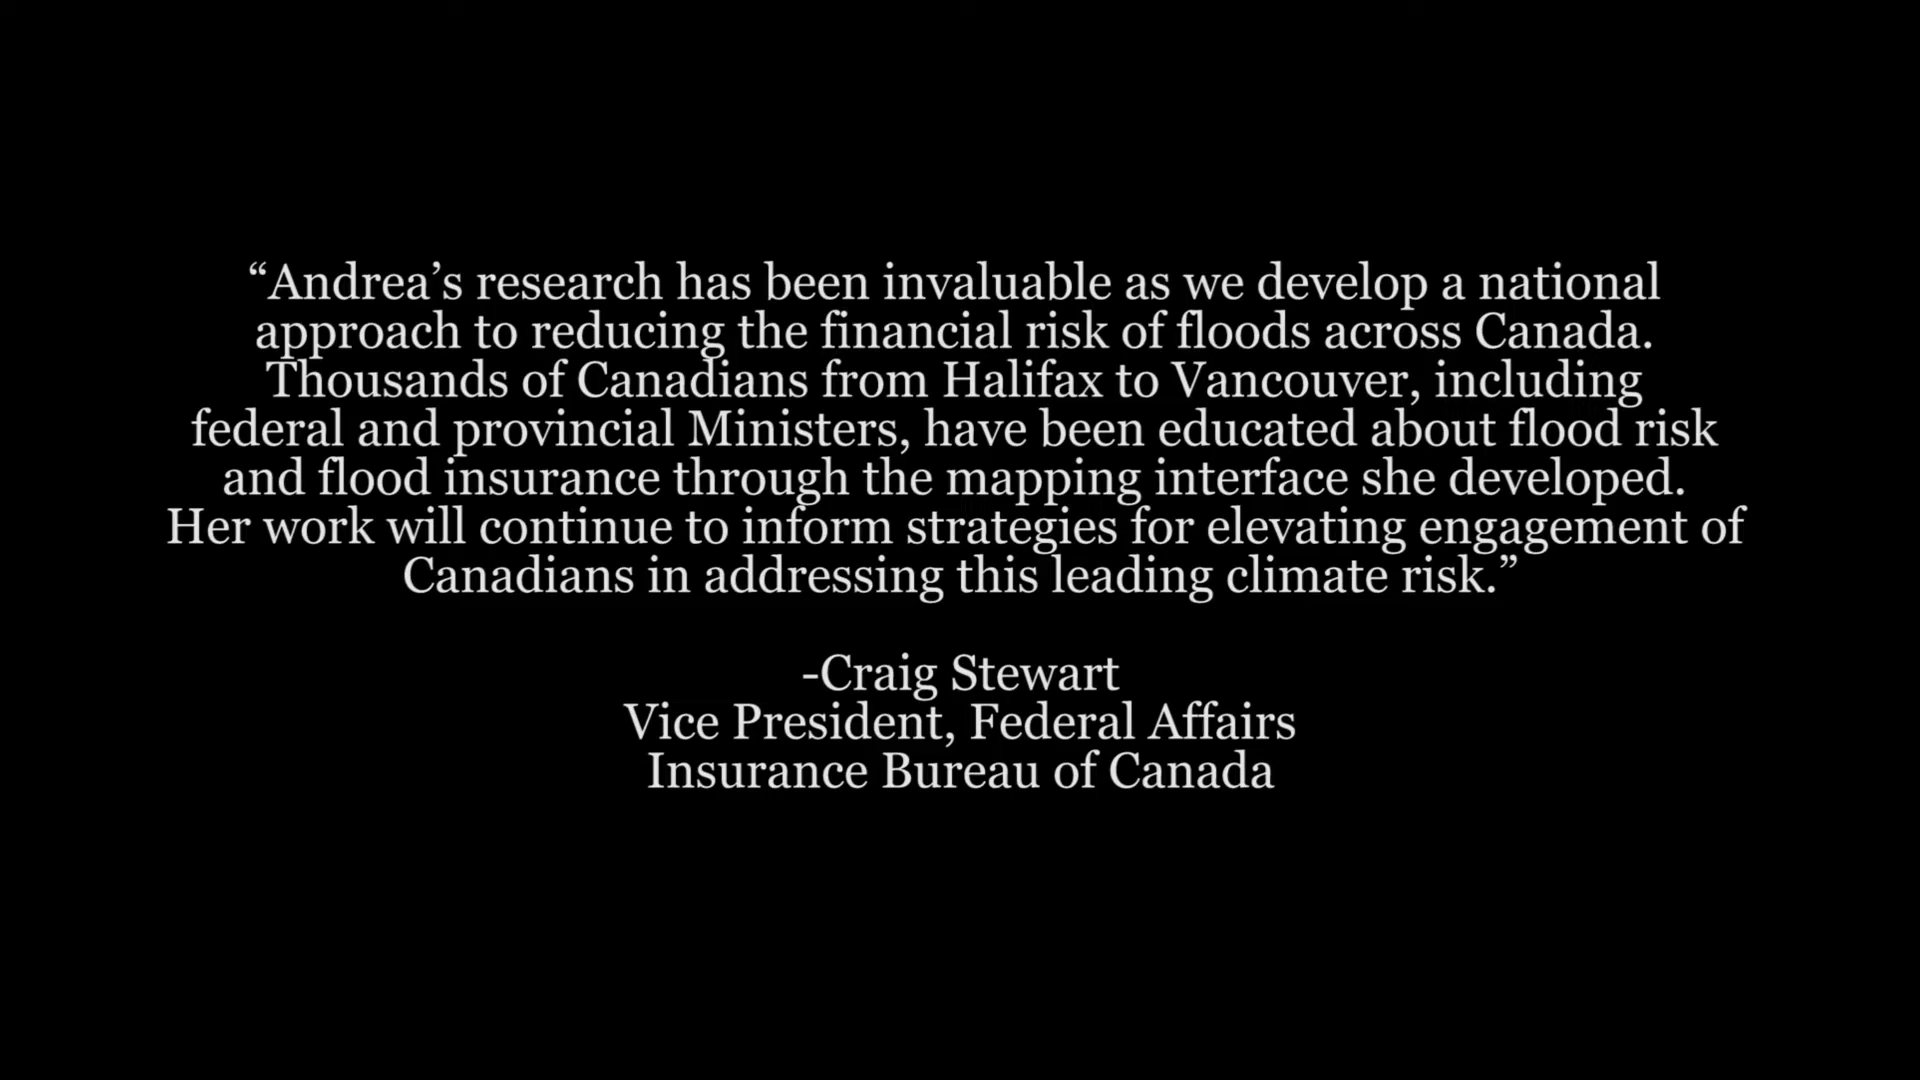 “Andrea’s research has been invaluable as we develop a national
approach to reducing the financial risk of floods across Canada.
Thousands of Canadians from Halifax to Vancouver, including
federal and provincial Ministers, have been educated about flood risk
and flood insurance through the mapping interface she developed.
Her work will continue to inform strategies for elevating engagement of
Canadians in addressing this leading climate risk.”
-Craig Stewart
Vice President, Federal Affairs
Insurance Bureau of Canada